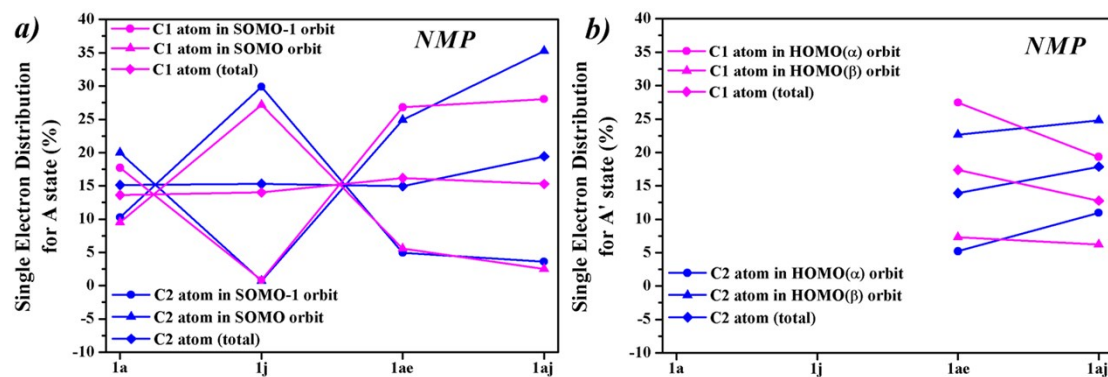 a)
NMP
C1 atom in SOMO-1 orbit
C1 atom in SOMO orbit
C1 atom (total)
Single Electron Distribution
for A state (%)
40
35
30
25
20
15
10
5
0
-5
-10
C2 atom in SOMO-1 orbit
C2 atom in SOMO orbit
C2 atom (total)
1a
1j
1ae
1aj
b)
NMP
C1 atom in HOMO(α) orbit
C1 atom in HOMO(β) orbit
C1 atom (total)
Single Electron Distribution
for A' state (%)
40
35
30
25
20
15
10
5
0
-5
-10
C2 atom in HOMO(α) orbit
C2 atom in HOMO(β) orbit
C2 atom (total)
1a
1j
1ae
1aj